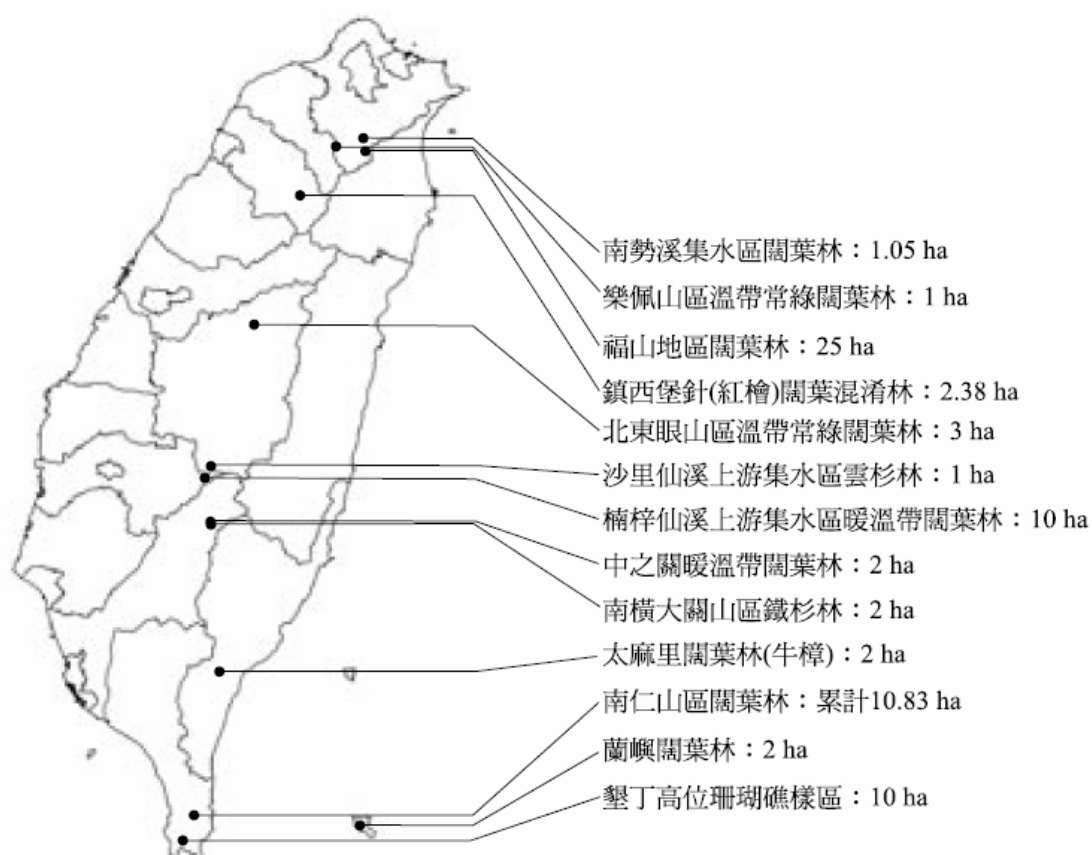 南勢溪集水區闊葉林：1.05 ha
樂佩山區溫帶常綠闊葉林：1 ha
福山地區闊葉林：25 ha
鎮西堡針(紅檜)闊葉混淆林：2.38 ha
北東眼山區溫帶常綠闊葉林：3 ha
沙里仙溪上游集水區雲杉林：1 ha
楠梓仙溪上游集水區暖溫帶闊葉林：10 ha
中之關暖溫帶闊葉林：2 ha
南橫大關山區鐵杉林：2 ha
太麻里闊葉林(牛樟)：2 ha
南仁山區闊葉林：累計10.83 ha
蘭嶼闊葉林：2 ha
墾丁高位珊瑚礁樣區：10 ha